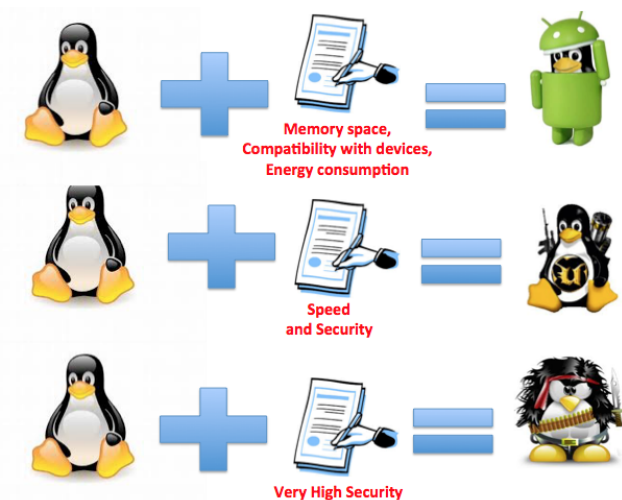 Memory space,
Compatibility with devices,
Energy consumption
Speed
and Security
Very High Security